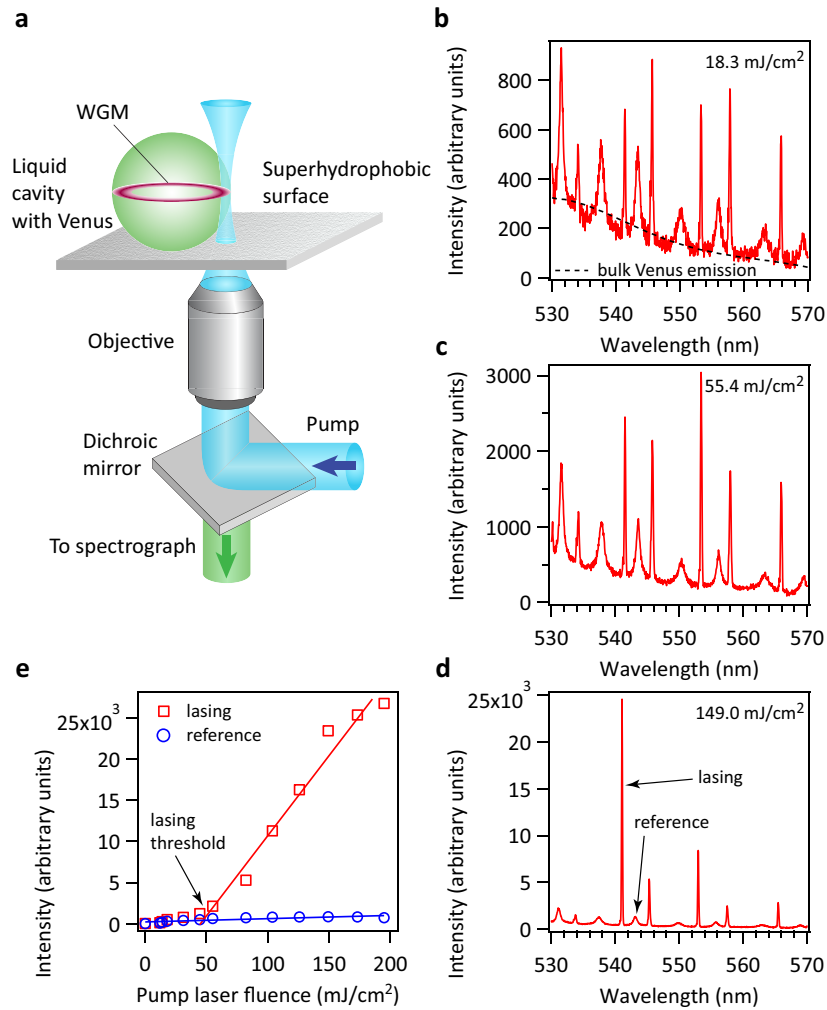 a
WGM
Liquid
cavity
with Venus
Superhydrophobic
surface
Objective
Pump
Dichroic
mirror
To spectrograph
b
18.3 mJ/cm²
800
600
400
200
0
Intensity (arbitrary units)
bulk Venus emission
530 540 550 560 570
Wavelength (nm)
c
55.4 mJ/cm²
3000
2000
1000
0
Intensity (arbitrary units)
530 540 550 560 570
Wavelength (nm)
d
149.0 mJ/cm²
25x10³
20
15
10
5
0
Intensity (arbitrary units)
lasing
reference
530 540 550 560 570
Wavelength (nm)
e
lasing
reference
25x10³
20
15
10
5
0
Intensity (arbitrary units)
lasing
threshold
0 50 100 150 200
Pump laser fluence (mJ/cm²)